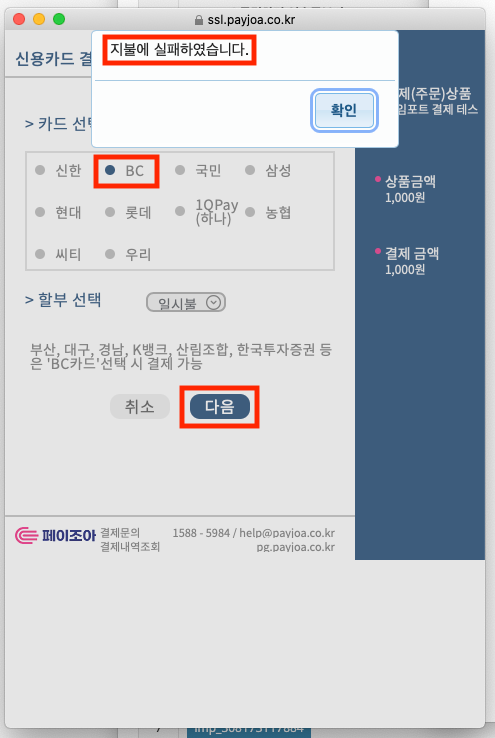 ssl.payjoa.co.kr
지불에 실패하였습니다.
확인
신용카드 결
제(주문)상품
임포트 결제 테스
> 카드 선택
신한
BC
국민
삼성
현대
롯데
1QPay
(하나)
농협
씨티
우리
상품금액
1,000원
결제 금액
1,000원
> 할부 선택
일시불
부산, 대구, 경남, K뱅크, 산림조합, 한국투자증권 등
은 'BC카드'선택 시 결제 가능
취소
다음
페이조아
결제문의
1588 - 5984 / help@payjoa.co.kr
결제내역조회
pg.payjoa.co.kr